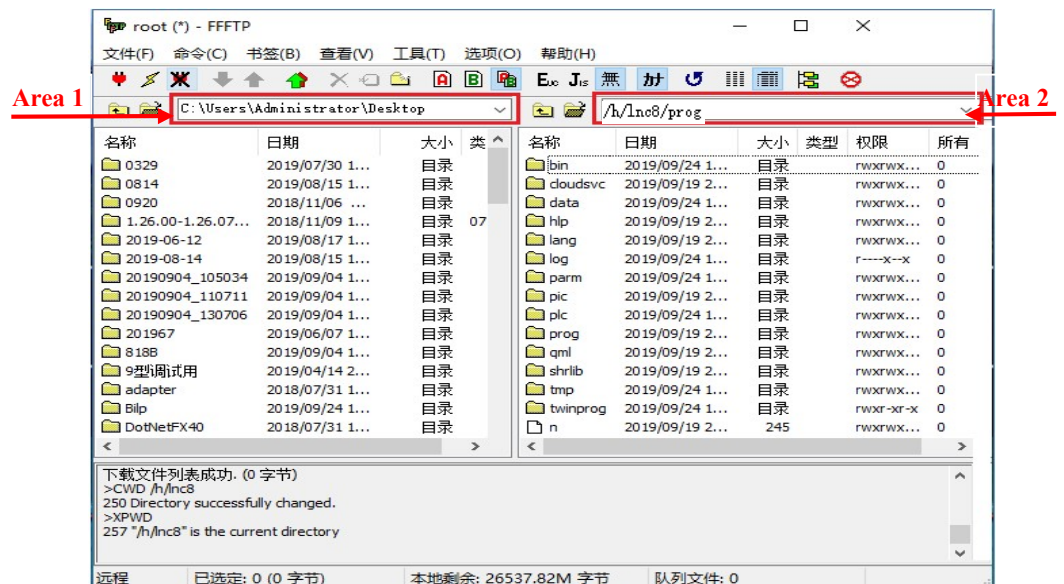 root (*) - FFFTP
文件(F) 命令(C) 书签(B) 查看(V) 工具(T) 选项(O) 帮助(H)
A B Euc JIS 無 カナ
Area 1 C:\Users\Administrator\Desktop /h/lnc8/prog Area 2
名称 日期 大小 类 名称 日期 大小 类型 权限 所有
0329 2019/07/30 1... 目录 bin 2019/09/24 1... 目录 rwxrwx... 0
0814 2019/08/15 1... 目录 cloudsvc 2019/09/19 2... 目录 rwxrwx... 0
0920 2018/11/06 ... 目录 data 2019/09/24 1... 目录 rwxrwx... 0
1.26.00-1.26.07... 2018/11/09 1... 目录 07 hlp 2019/09/19 2... 目录 rwxrwx... 0
2019-06-12 2019/08/17 1... 目录 lang 2019/09/19 2... 目录 rwxrwx... 0
2019-08-14 2019/08/15 1... 目录 log 2019/09/24 1... 目录 r----x--x 0
20190904_105034 2019/09/04 1... 目录 parm 2019/09/24 1... 目录 rwxrwx... 0
20190904_110711 2019/09/04 1... 目录 pic 2019/09/19 2... 目录 rwxrwx... 0
20190904_130706 2019/09/04 1... 目录 plc 2019/09/24 1... 目录 rwxrwx... 0
201967 2019/06/07 1... 目录 prog 2019/09/19 2... 目录 rwxrwx... 0
818B 2019/09/04 1... 目录 qml 2019/09/19 2... 目录 rwxrwx... 0
9型调试用 2019/04/14 2... 目录 shrlib 2019/09/19 2... 目录 rwxrwx... 0
adapter 2018/07/31 1... 目录 tmp 2019/09/24 1... 目录 rwxrwx... 0
Bilp 2019/09/24 1... 目录 twinprog 2019/09/24 1... 目录 rwxr-xr-x 0
DotNetFX40 2018/07/31 1... 目录 n 2019/09/19 2... 245 rwxrwx... 0
下载文件列表成功. (0 字节)
>CWD /h/lnc8
250 Directory successfully changed.
>XPWD
257 "/h/lnc8" is the current directory
远程 已选定: 0 (0 字节) 本地剩余: 26537.82M 字节 队列文件: 0